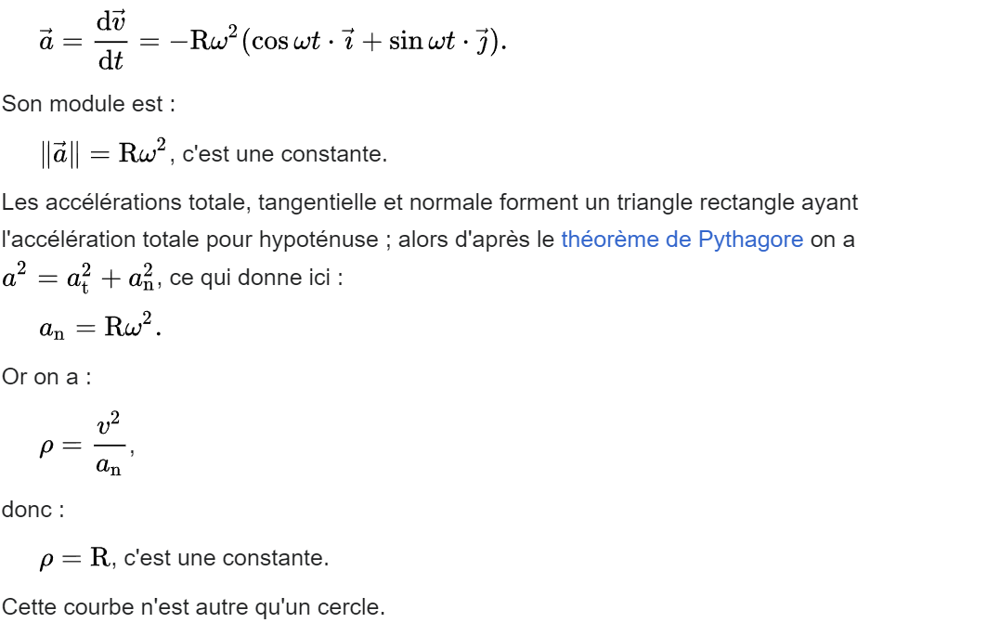 $\vec{a} = \dfrac{\mathrm{d}\vec{v}}{\mathrm{d}t} = -\mathrm{R}\omega^2(\cos\omega t \cdot \vec{\imath} + \sin\omega t \cdot \vec{\jmath}).$
Son module est :
$\|\vec{a}\| = \mathrm{R}\omega^2$, c'est une constante.
Les accélérations totale, tangentielle et normale forment un triangle rectangle ayant
l'accélération totale pour hypoténuse ; alors d'après le théorème de Pythagore on a
$a^2 = a_\mathrm{t}^2 + a_\mathrm{n}^2$, ce qui donne ici :
$a_\mathrm{n} = \mathrm{R}\omega^2.$
Or on a :
$\rho = \dfrac{v^2}{a_\mathrm{n}}$,
donc :
$\rho = \mathrm{R}$, c'est une constante.
Cette courbe n'est autre qu'un cercle.